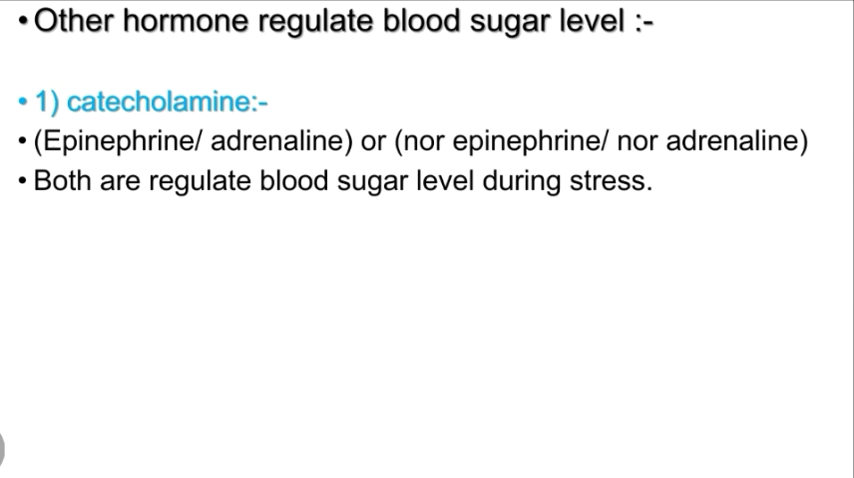 • Other hormone regulate blood sugar level :-
• 1) catecholamine:-
• (Epinephrine/ adrenaline) or (nor epinephrine/ nor adrenaline)
• Both are regulate blood sugar level during stress.